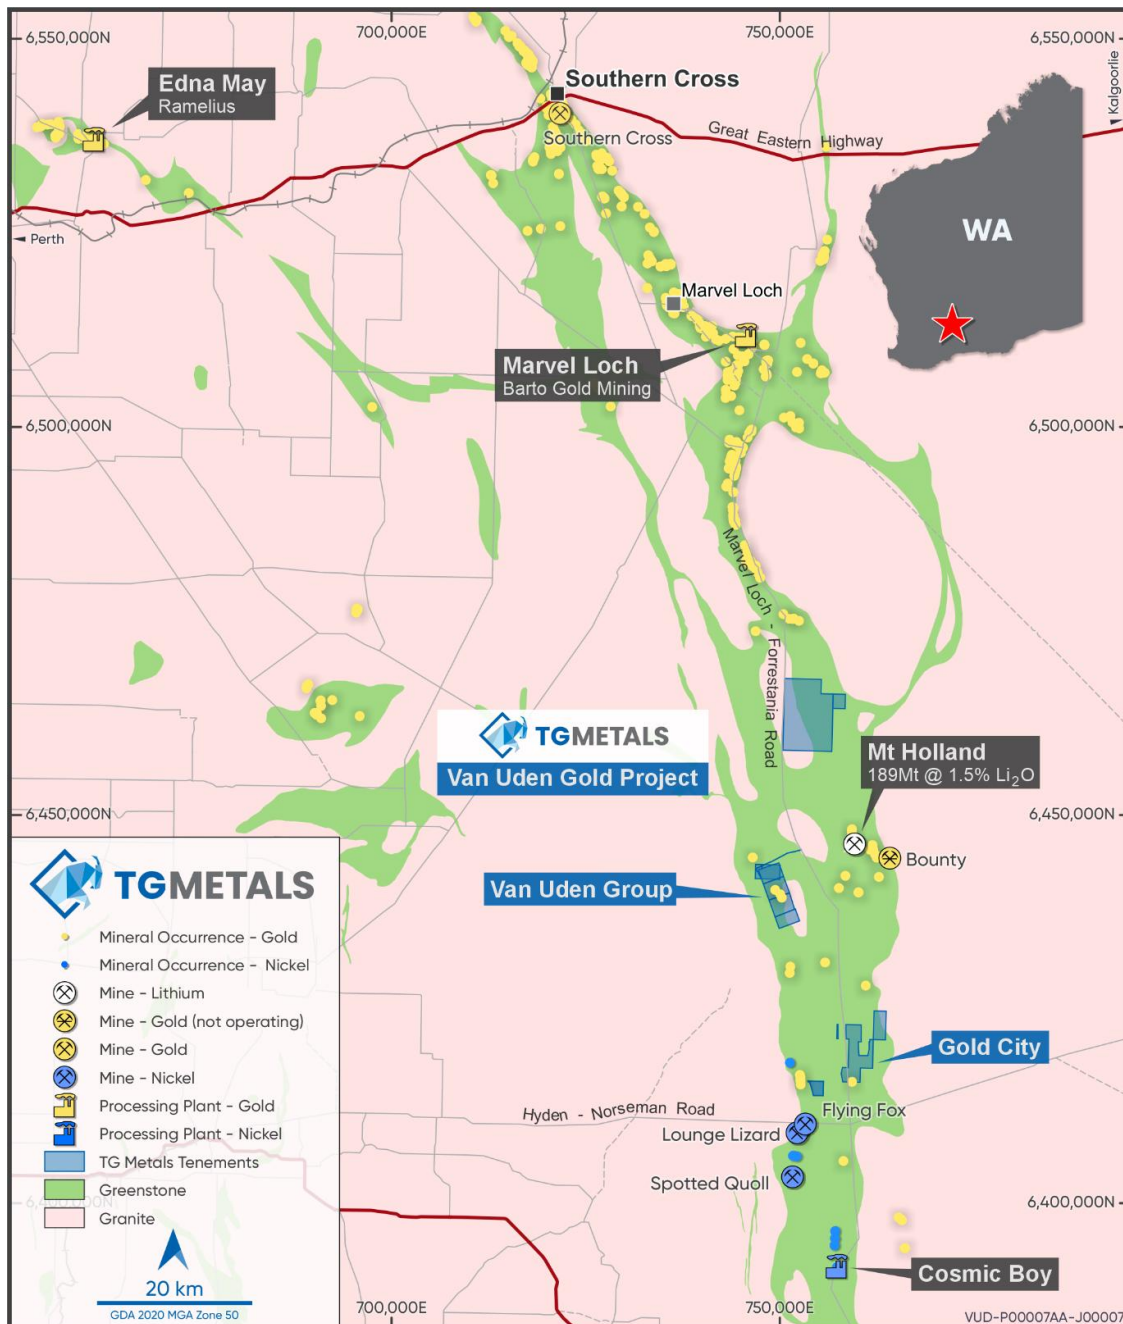 700,000E
750,000E
6,550,000N
6,550,000N
Kalgoorlie
Edna May
Ramelius
Southern Cross
Southern Cross
Great Eastern Highway
Perth
WA
Marvel Loch
Marvel Loch
Barto Gold Mining
6,500,000N
6,500,000N
Marvel Loch - Forrestania Road
TGMETALS
Van Uden Gold Project
Mt Holland
189Mt @ 1.5% Li₂O
6,450,000N
6,450,000N
Bounty
Van Uden Group
Gold City
Flying Fox
Hyden - Norseman Road
Lounge Lizard
Spotted Quoll
6,400,000N
6,400,000N
Cosmic Boy
TGMETALS
Mineral Occurrence - Gold
Mineral Occurrence - Nickel
Mine - Lithium
Mine - Gold (not operating)
Mine - Gold
Mine - Nickel
Processing Plant - Gold
Processing Plant - Nickel
TG Metals Tenements
Greenstone
Granite
20 km
GDA 2020 MGA Zone 50
700,000E
750,000E
VUD-P00007AA-J00007